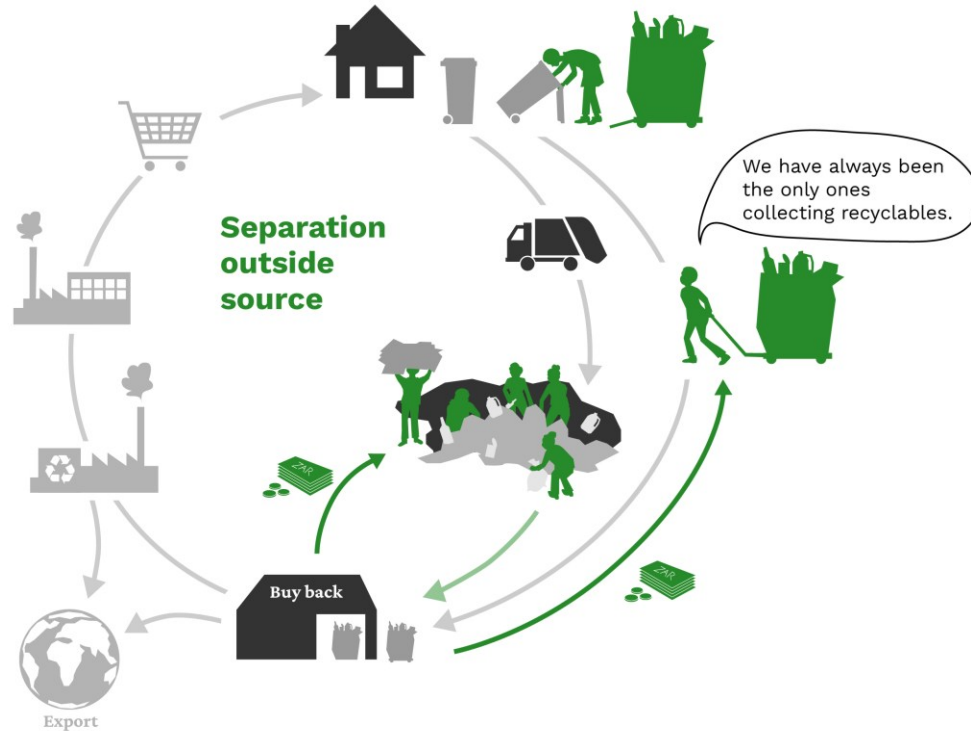 We have always been
the only ones
collecting recyclables.
Separation
outside
source
ZAR
ZAR
Buy back
Export